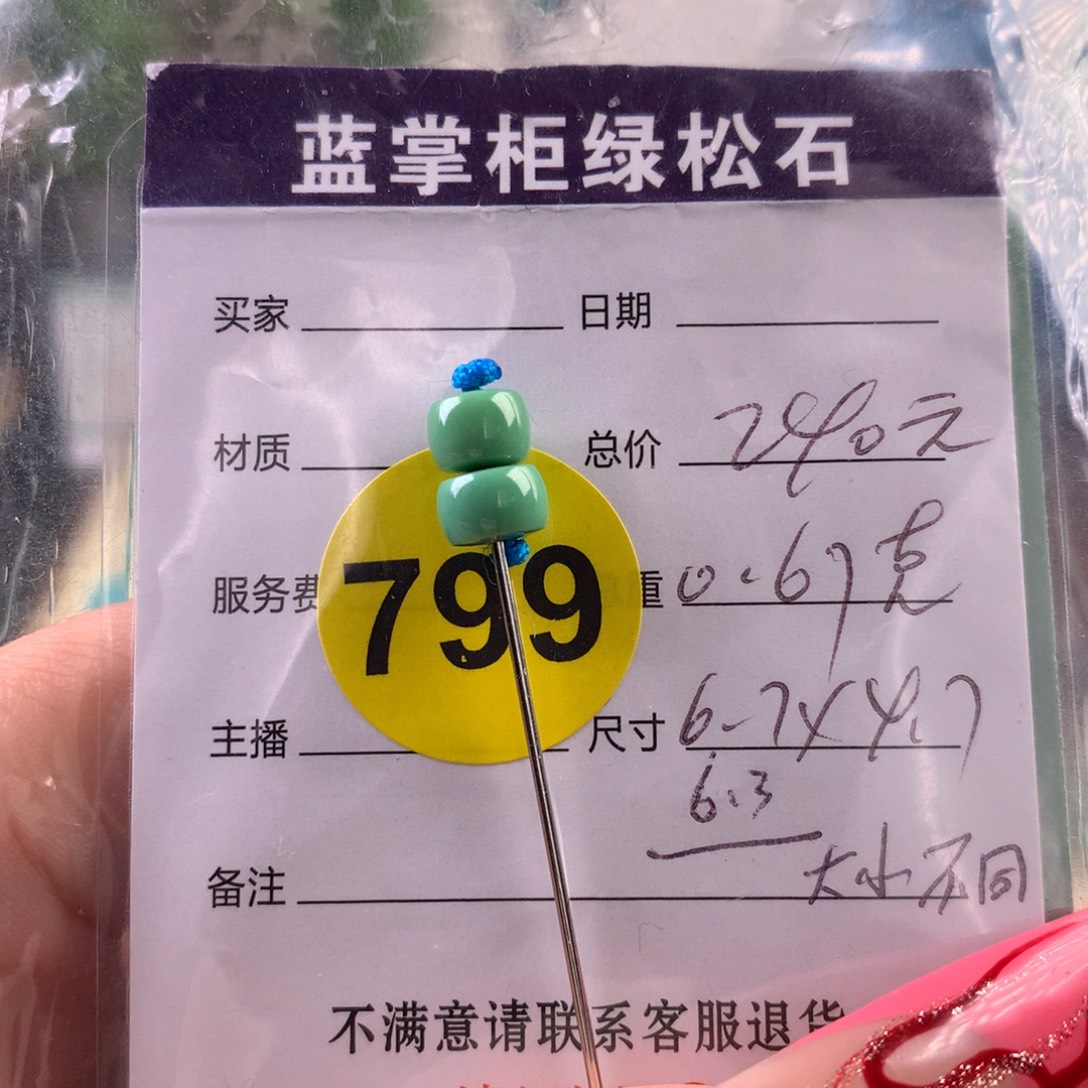 蓝掌柜绿松石
买家 日期
材质 总价 240元
服务费 799 重 0.67克
主播 尺寸 6.7×4.7
6.3
备注 大小不同
不满意请联系客服退货